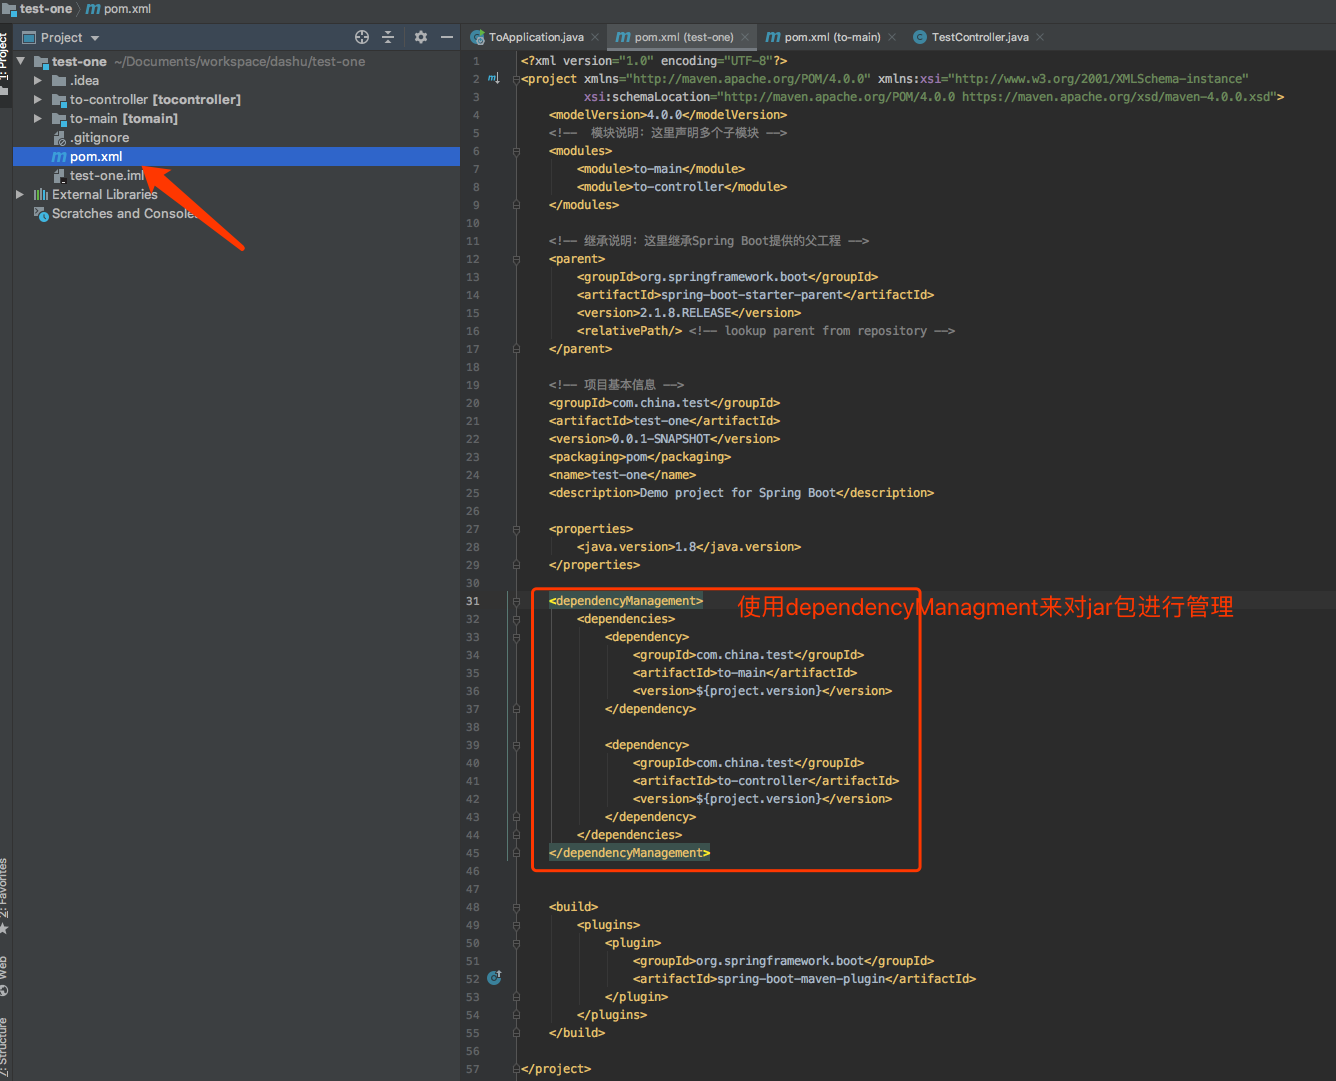 test-one
pom.xml
Project
ToApplication.java
pom.xml (test-one)
pom.xml (to-main)
TestController.java
1: Project
test-one ~/Documents/workspace/dashu/test-one
.idea
to-controller [tocontroller]
to-main [tomain]
.gitignore
pom.xml
test-one.iml
External Libraries
Scratches and Console
2: Favorites
Web
7: Structure
1 <?xml version="1.0" encoding="UTF-8"?>
2 <project xmlns="http://maven.apache.org/POM/4.0.0" xmlns:xsi="http://www.w3.org/2001/XMLSchema-instance"
3 xsi:schemaLocation="http://maven.apache.org/POM/4.0.0 https://maven.apache.org/xsd/maven-4.0.0.xsd">
4 <modelVersion>4.0.0</modelVersion>
5 <!-- 模块说明：这里声明多个子模块 -->
6 <modules>
7 <module>to-main</module>
8 <module>to-controller</module>
9 </modules>
10
11 <!-- 继承说明：这里继承Spring Boot提供的父工程 -->
12 <parent>
13 <groupId>org.springframework.boot</groupId>
14 <artifactId>spring-boot-starter-parent</artifactId>
15 <version>2.1.8.RELEASE</version>
16 <relativePath/> <!-- lookup parent from repository -->
17 </parent>
18
19 <!-- 项目基本信息 -->
20 <groupId>com.china.test</groupId>
21 <artifactId>test-one</artifactId>
22 <version>0.0.1-SNAPSHOT</version>
23 <packaging>pom</packaging>
24 <name>test-one</name>
25 <description>Demo project for Spring Boot</description>
26
27 <properties>
28 <java.version>1.8</java.version>
29 </properties>
30
31 <dependencyManagement>
使用dependencyManagment来对jar包进行管理
32 <dependencies>
33 <dependency>
34 <groupId>com.china.test</groupId>
35 <artifactId>to-main</artifactId>
36 <version>${project.version}</version>
37 </dependency>
38
39 <dependency>
40 <groupId>com.china.test</groupId>
41 <artifactId>to-controller</artifactId>
42 <version>${project.version}</version>
43 </dependency>
44 </dependencies>
45 </dependencyManagement>
46
47
48 <build>
49 <plugins>
50 <plugin>
51 <groupId>org.springframework.boot</groupId>
52 <artifactId>spring-boot-maven-plugin</artifactId>
53 </plugin>
54 </plugins>
55 </build>
56
57 </project>